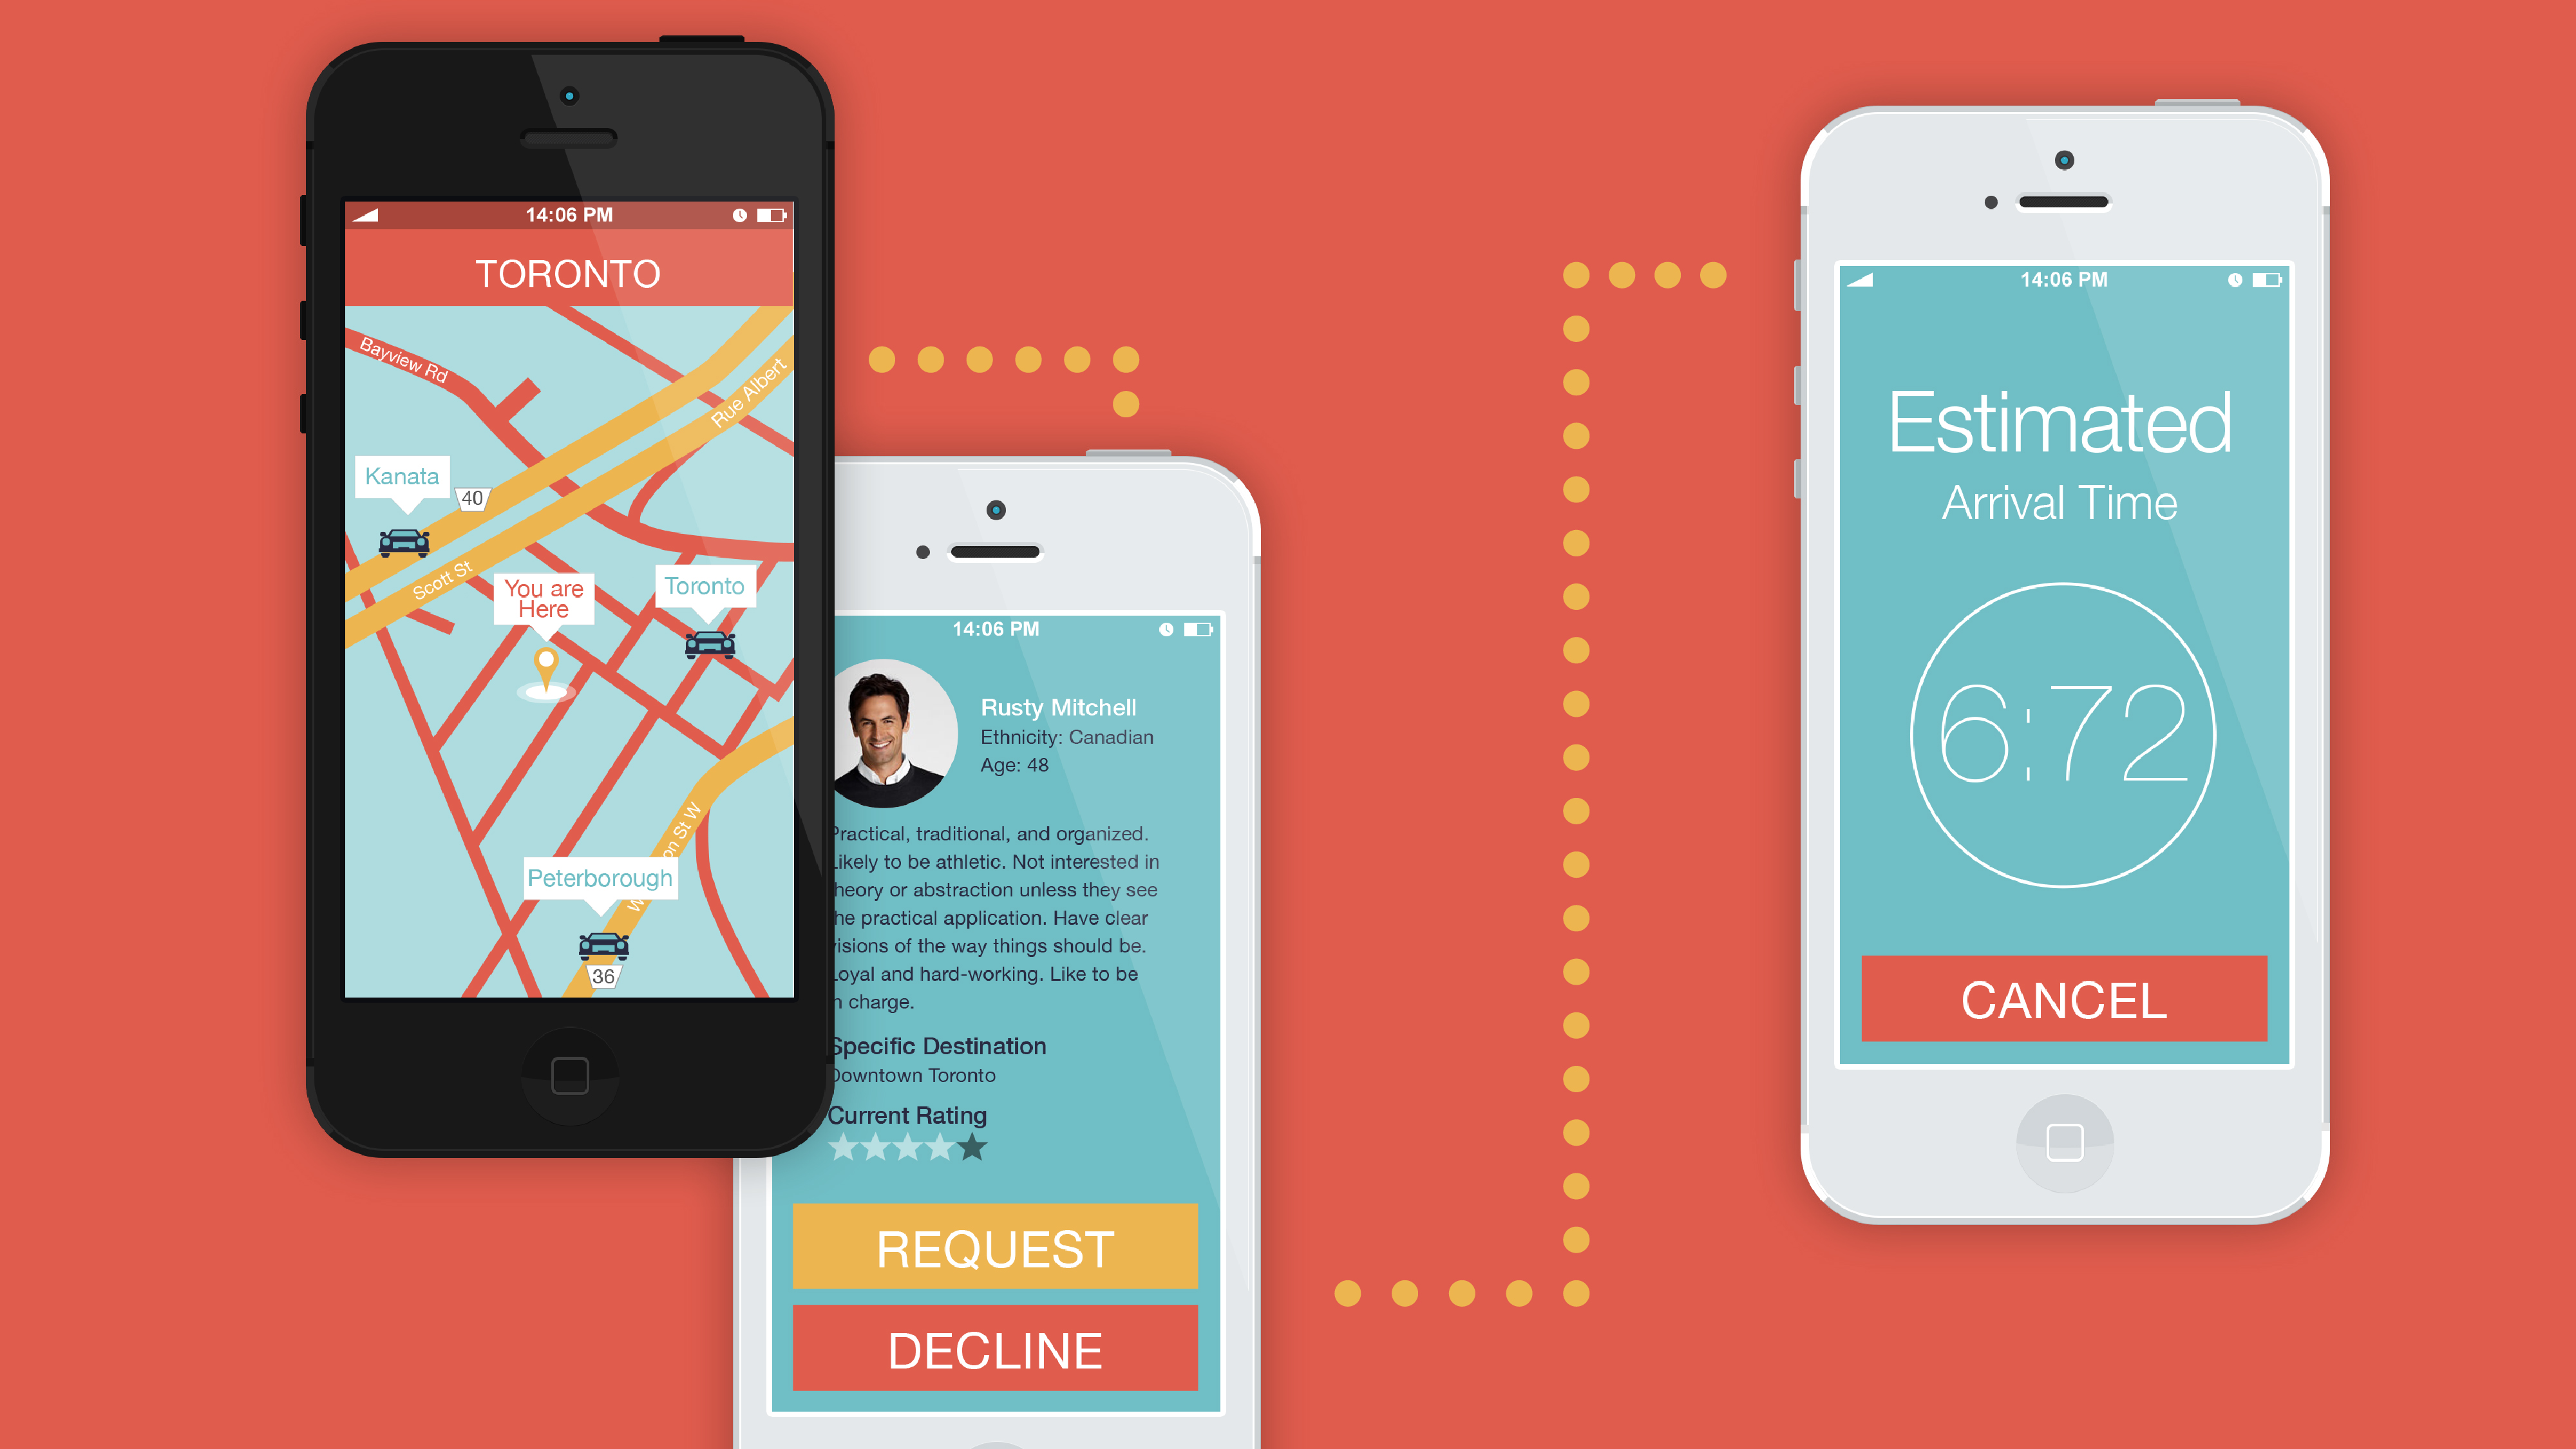 14:06 PM
TORONTO
Bayview Rd
Rue Albert
Kanata
40
Scott St
You are
Here
Toronto
on St W
Peterborough
W
36
14:06 PM
Rusty Mitchell
Ethnicity: Canadian
Age: 48
Practical, traditional, and organized.
Likely to be athletic. Not interested in
theory or abstraction unless they see
the practical application. Have clear
visions of the way things should be.
Loyal and hard-working. Like to be
in charge.
Specific Destination
Downtown Toronto
Current Rating
REQUEST
DECLINE
14:06 PM
Estimated
Arrival Time
6:72
CANCEL